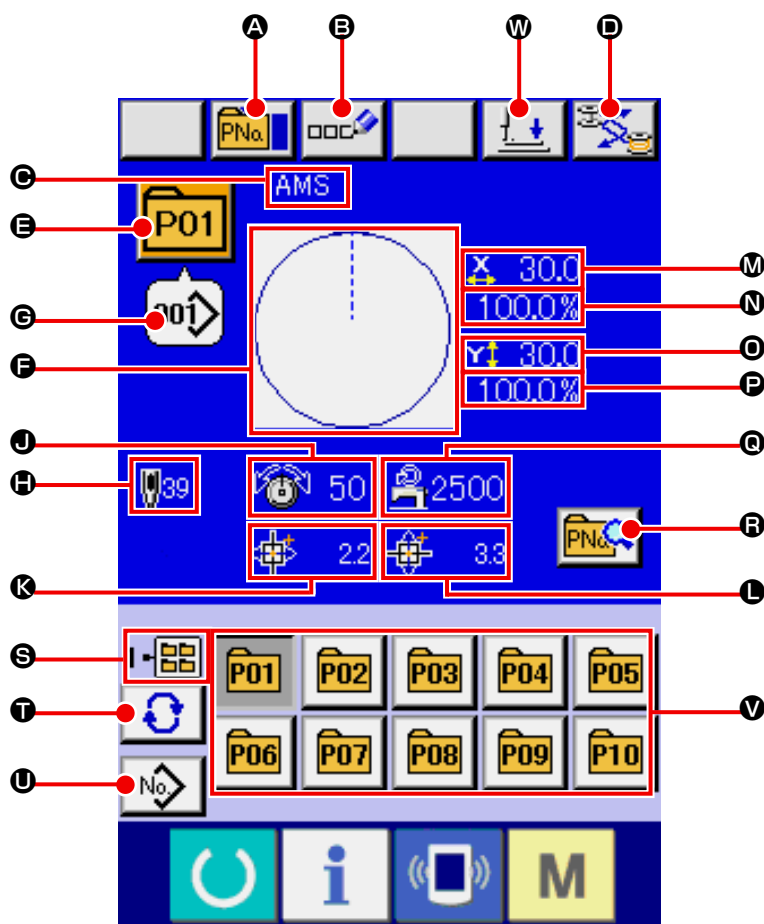 A B W D
PNo.
C AMS
E P01
X 30.0 M
G 001 100.0% N
F Y 30.0 O
100.0% P
J Q
H 39 50 2500
PNo. R
2.2 3.3
K L
S I
P01 P02 P03 P04 P05
T V
P06 P07 P08 P09 P10
U No.
i M